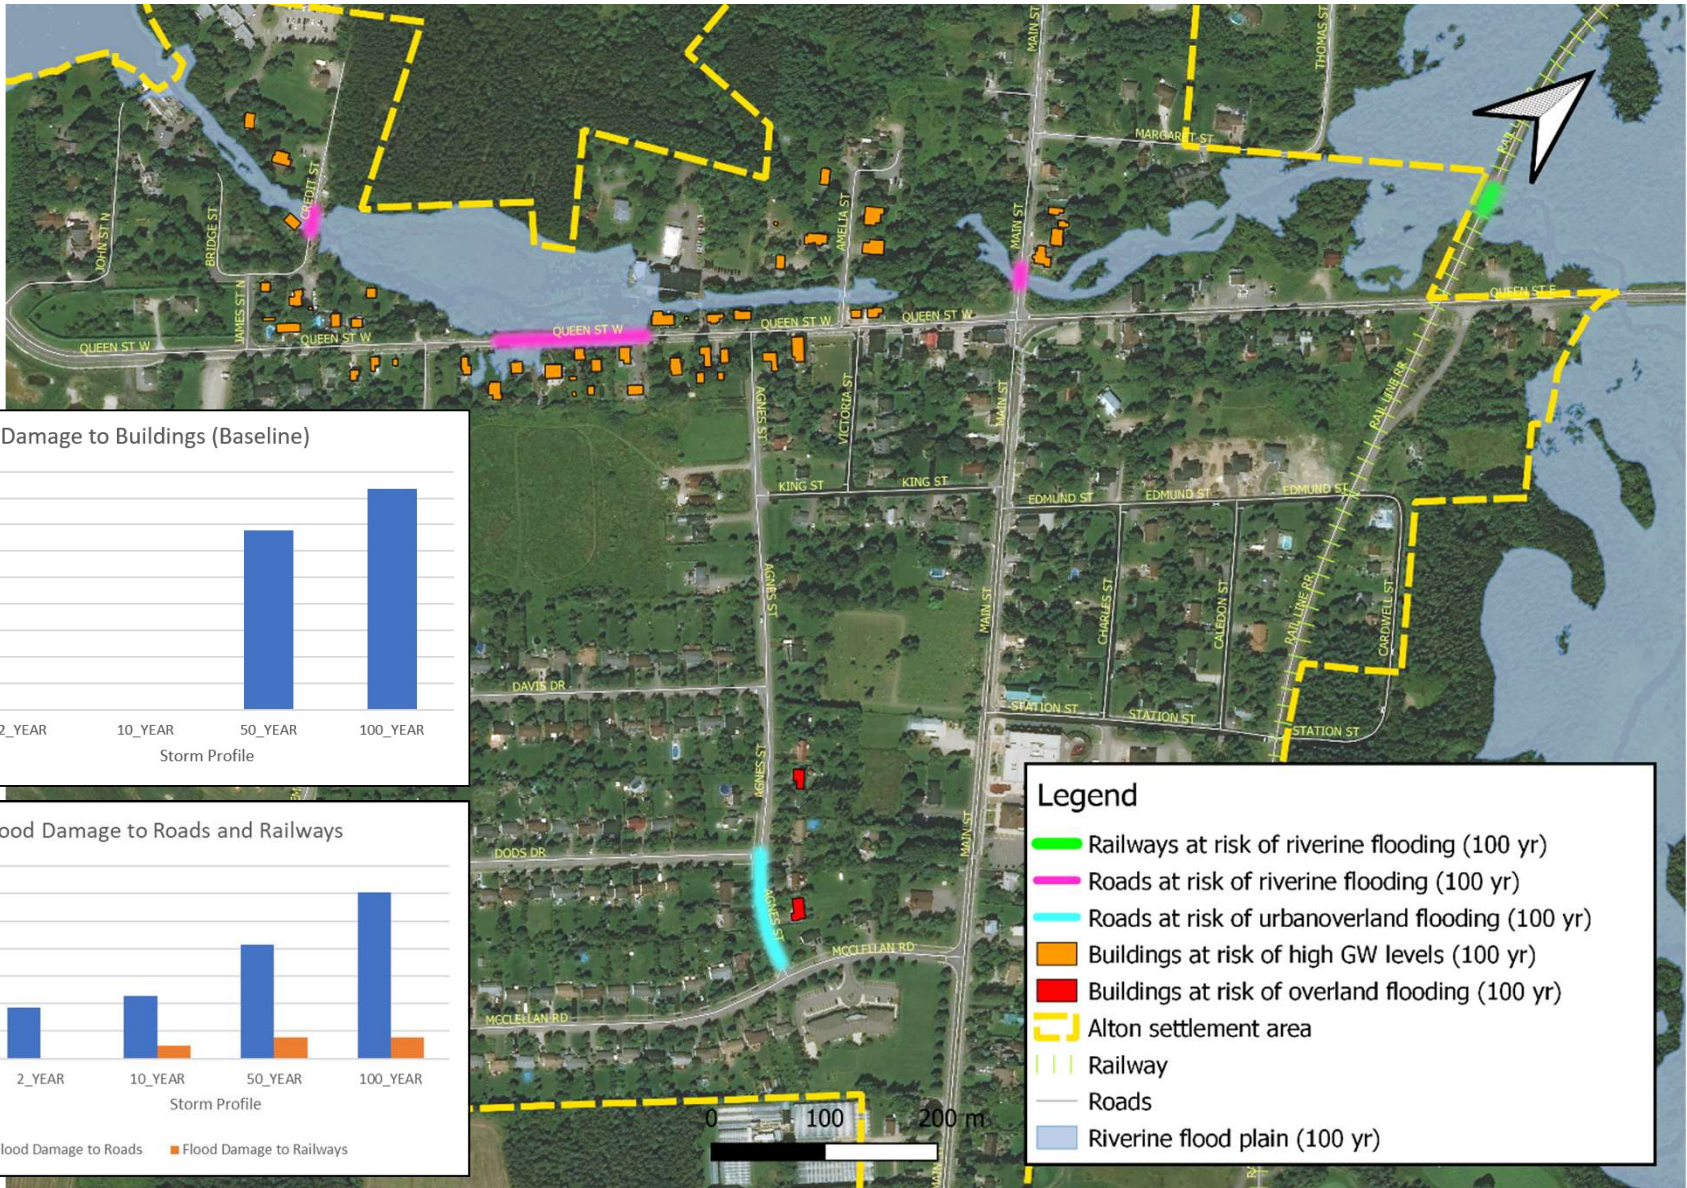 MAIN ST
THOMAS ST
MARGARET ST
CREDIT ST
JOHN ST N
BRIDGE ST
AMELIA ST
MAIN ST
JAMES ST N
QUEEN ST E
QUEEN ST W
QUEEN ST W
QUEEN ST W
QUEEN ST W
QUEEN ST W
AGNES ST
VICTORIA ST
MAIN ST
RAIL LINE RR
KING ST
KING ST
EDMUND ST
EDMUND ST
EDMUND ST
AGNES ST
MAIN ST
CHARLES ST
CALEDON ST
RAIL LINE RR
CARDWELL ST
DAVIS DR
STATION ST
STATION ST
STATION ST
AGNES ST
MAIN ST
DODS DR
AGNES ST
MCCLELLAN RD
MCCLELLAN RD
MAIN
Damage to Buildings (Baseline)
2_YEAR 10_YEAR 50_YEAR 100_YEAR
Storm Profile
ood Damage to Roads and Railways
2_YEAR 10_YEAR 50_YEAR 100_YEAR
Storm Profile
lood Damage to Roads Flood Damage to Railways
0 100 200 m
Legend
Railways at risk of riverine flooding (100 yr)
Roads at risk of riverine flooding (100 yr)
Roads at risk of urbanoverland flooding (100 yr)
Buildings at risk of high GW levels (100 yr)
Buildings at risk of overland flooding (100 yr)
Alton settlement area
Railway
Roads
Riverine flood plain (100 yr)